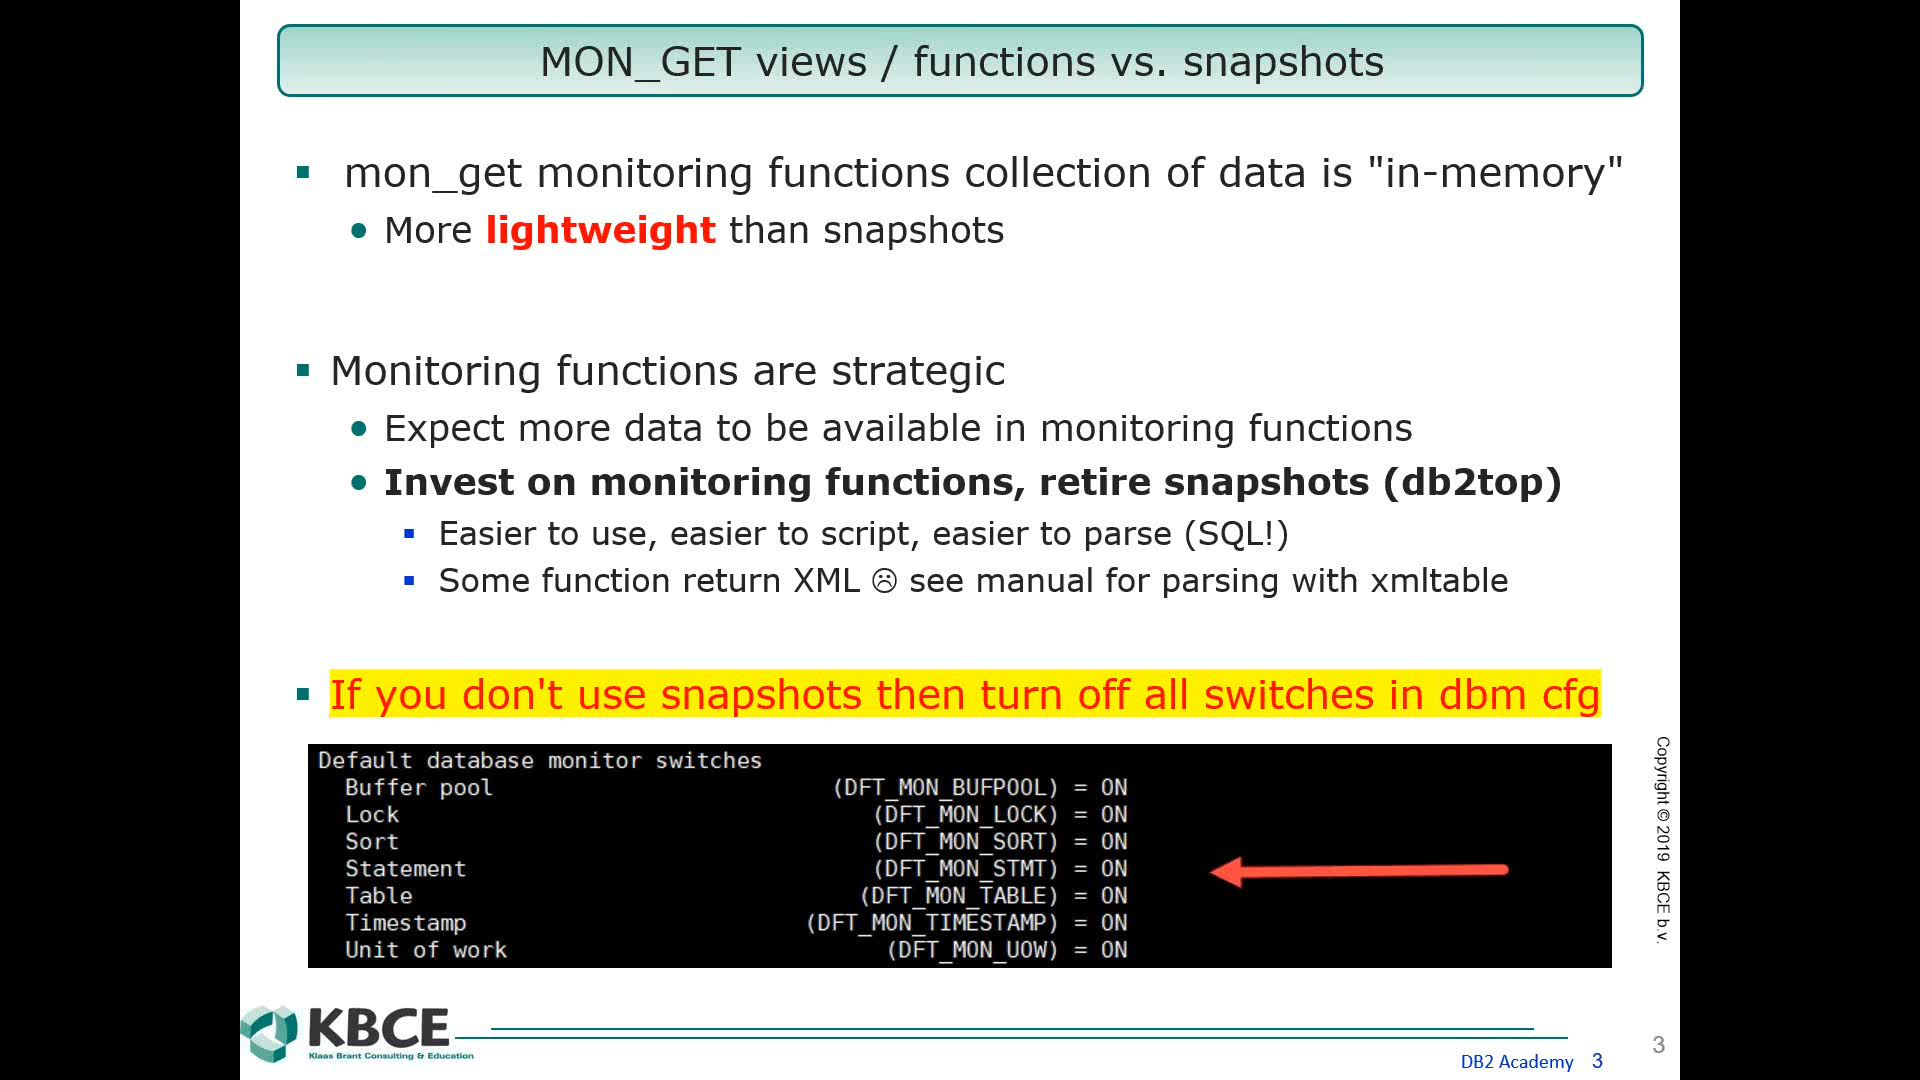 MON_GET views / functions vs. snapshots
mon_get monitoring functions collection of data is "in-memory"
More lightweight than snapshots
Monitoring functions are strategic
Expect more data to be available in monitoring functions
Invest on monitoring functions, retire snapshots (db2top)
Easier to use, easier to script, easier to parse (SQL!)
Some function return XML ☹ see manual for parsing with xmltable
If you don't use snapshots then turn off all switches in dbm cfg
Default database monitor switches
Buffer pool (DFT_MON_BUFPOOL) = ON
Lock (DFT_MON_LOCK) = ON
Sort (DFT_MON_SORT) = ON
Statement (DFT_MON_STMT) = ON
Table (DFT_MON_TABLE) = ON
Timestamp (DFT_MON_TIMESTAMP) = ON
Unit of work (DFT_MON_UOW) = ON
Copyright © 2019 KBCE b.v.
KBCE
Klaas Brant Consulting & Education
DB2 Academy 3
3